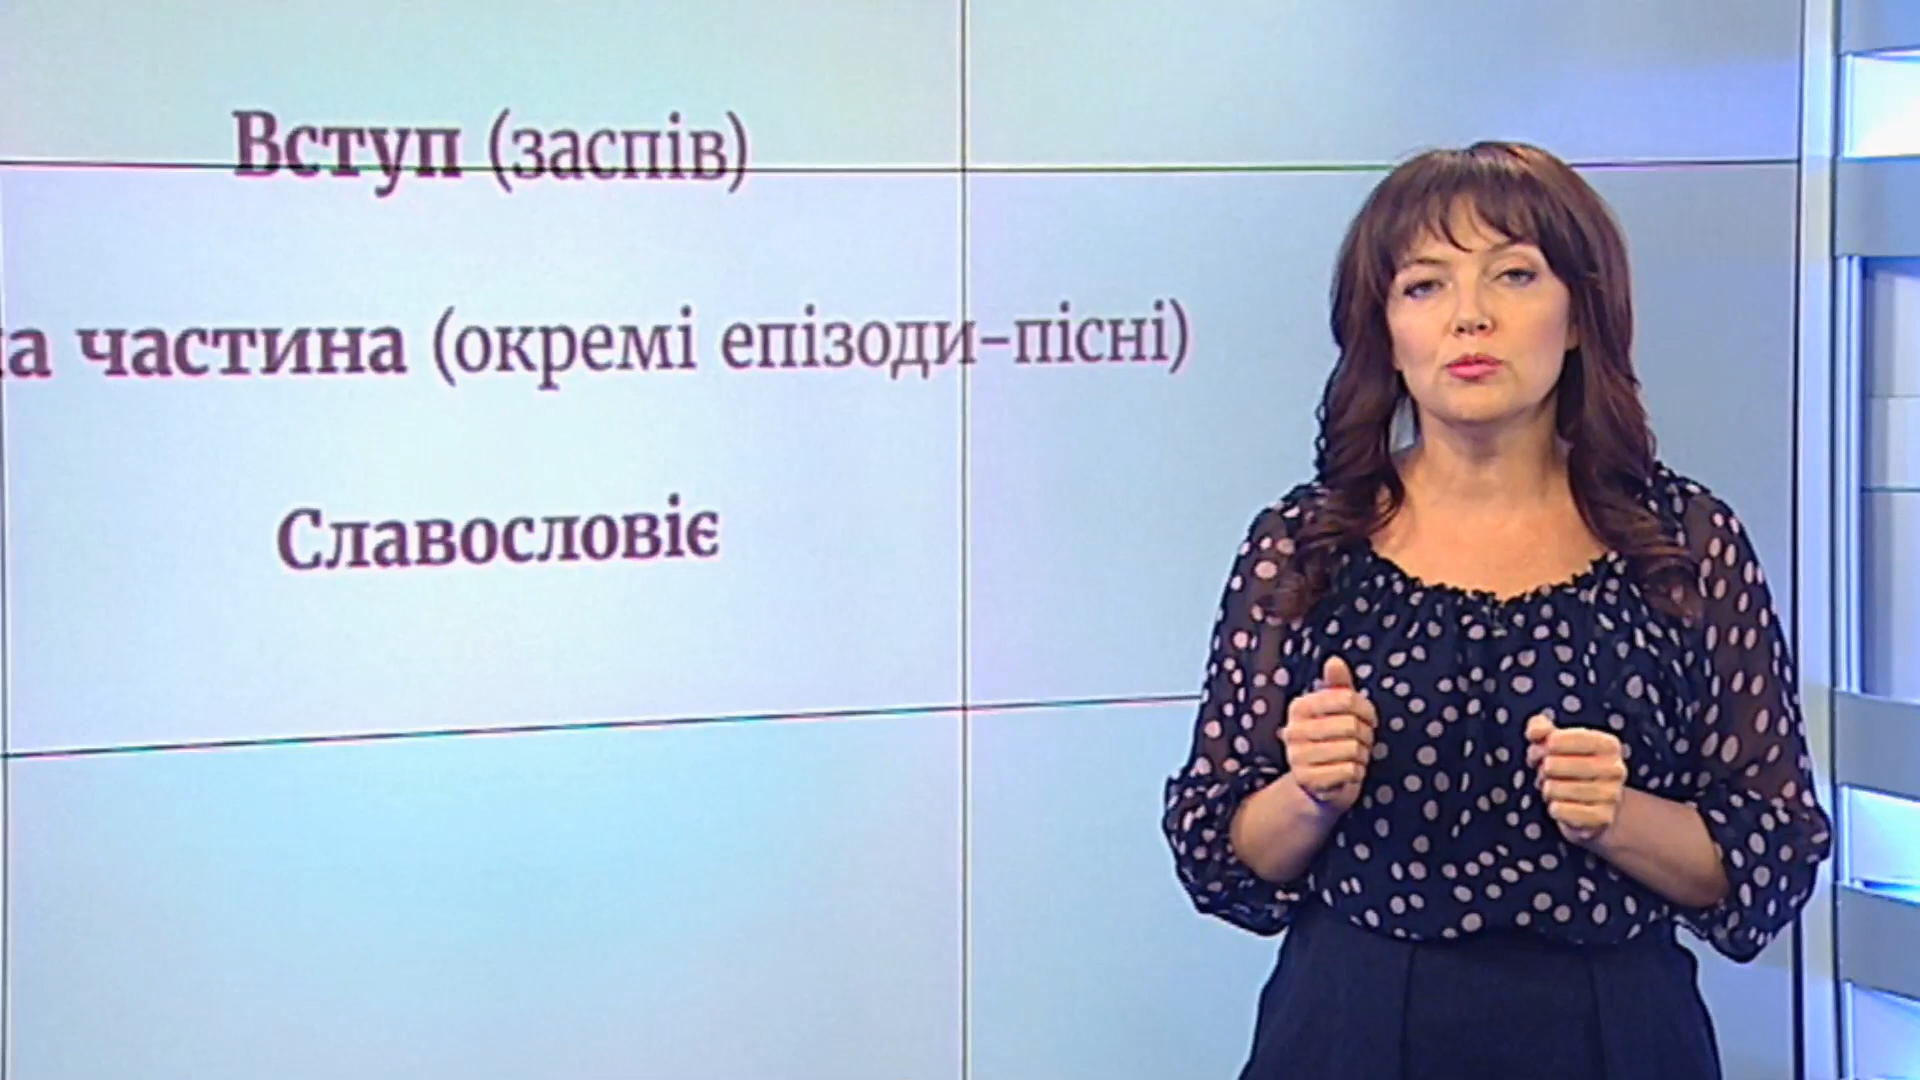 Вступ (заспів)
частина (окремі епізоди-пісні)
Славословіє